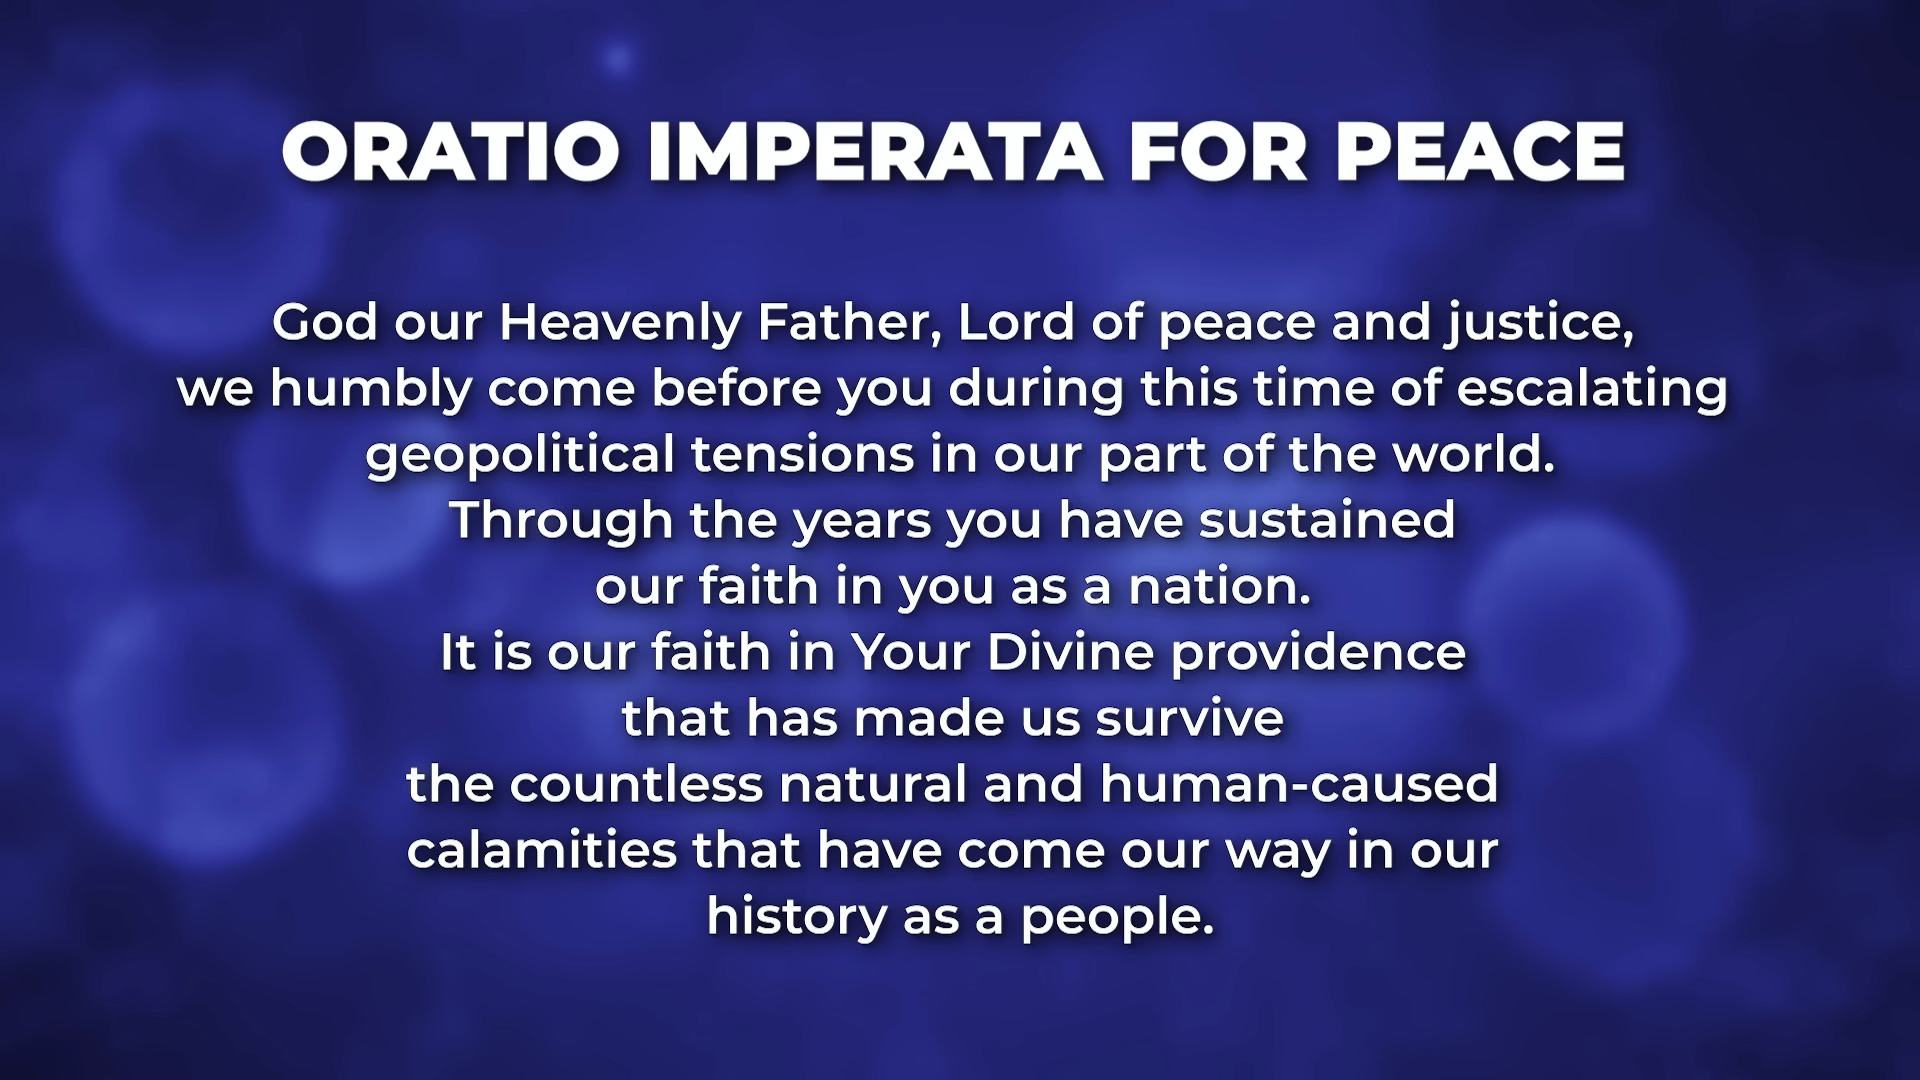 ORATIO IMPERATA FOR PEACE
God our Heavenly Father, Lord of peace and justice,
we humbly come before you during this time of escalating
geopolitical tensions in our part of the world.
Through the years you have sustained
our faith in you as a nation.
It is our faith in Your Divine providence
that has made us survive
the countless natural and human-caused
calamities that have come our way in our
history as a people.